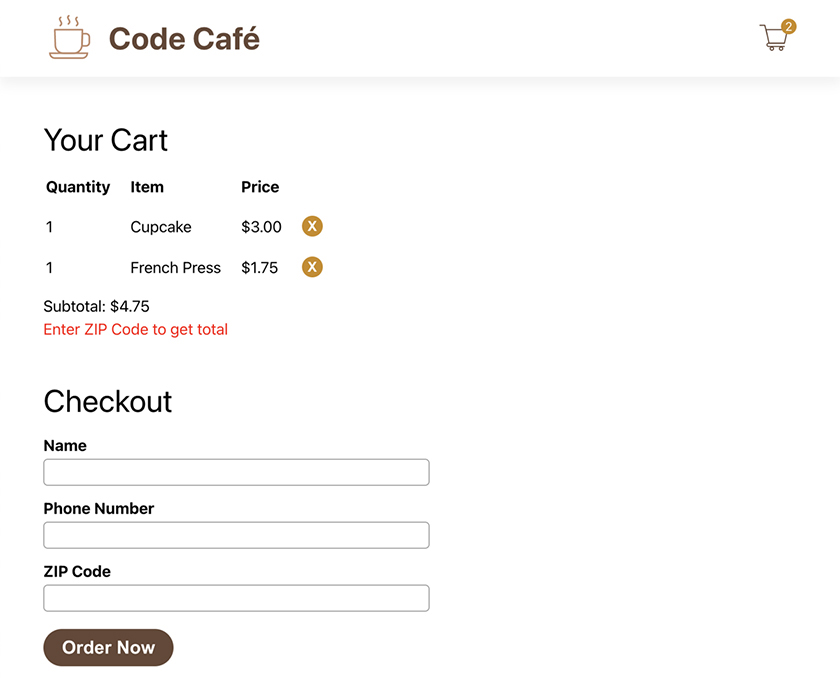 Code Café
2
Your Cart
Quantity Item Price
1 Cupcake $3.00 X
1 French Press $1.75 X
Subtotal: $4.75
Enter ZIP Code to get total
Checkout
Name
Phone Number
ZIP Code
Order Now